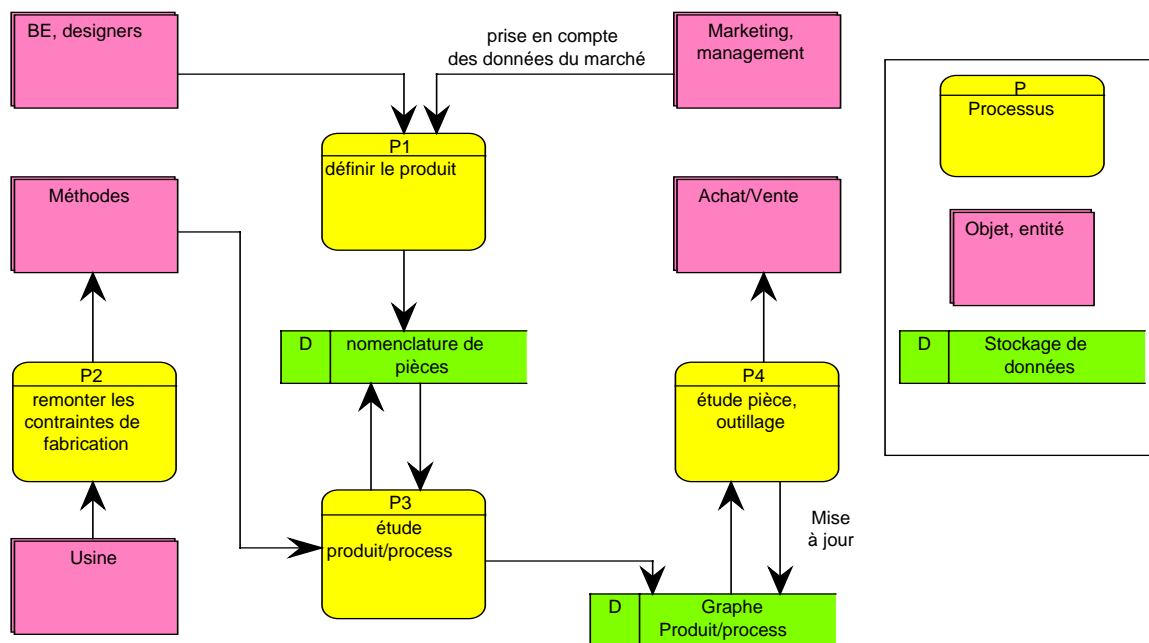 BE, designers
prise en compte
des données du marché
Marketing,
management
P
Processus
P1
définir le produit
Méthodes
Achat/Vente
Objet, entité
D
nomenclature de
pièces
D
Stockage de
données
P2
remonter les
contraintes de
fabrication
P4
étude pièce,
outillage
P3
étude
produit/process
Mise
à jour
Usine
D
Graphe
Produit/process